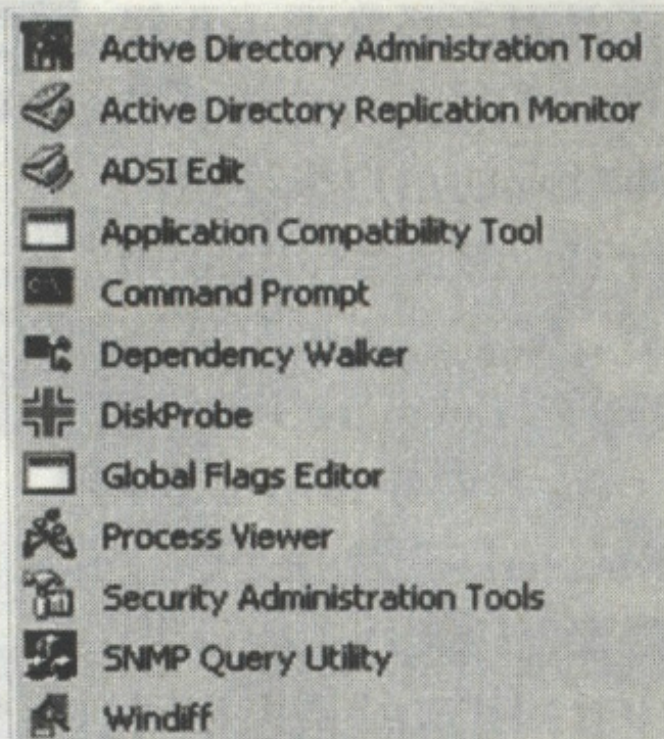 Active Directory Administration Tool
Active Directory Replication Monitor
ADSI Edit
Application Compatibility Tool
Command Prompt
Dependency Walker
DiskProbe
Global Flags Editor
Process Viewer
Security Administration Tools
SNMP Query Utility
Windiff